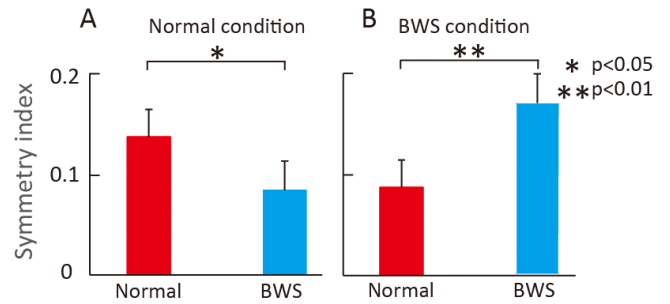 A Normal condition
B BWS condition
*
**
* p<0.05
** p<0.01
Symmetry index
0.2
0.1
0
Normal
BWS
Normal
BWS